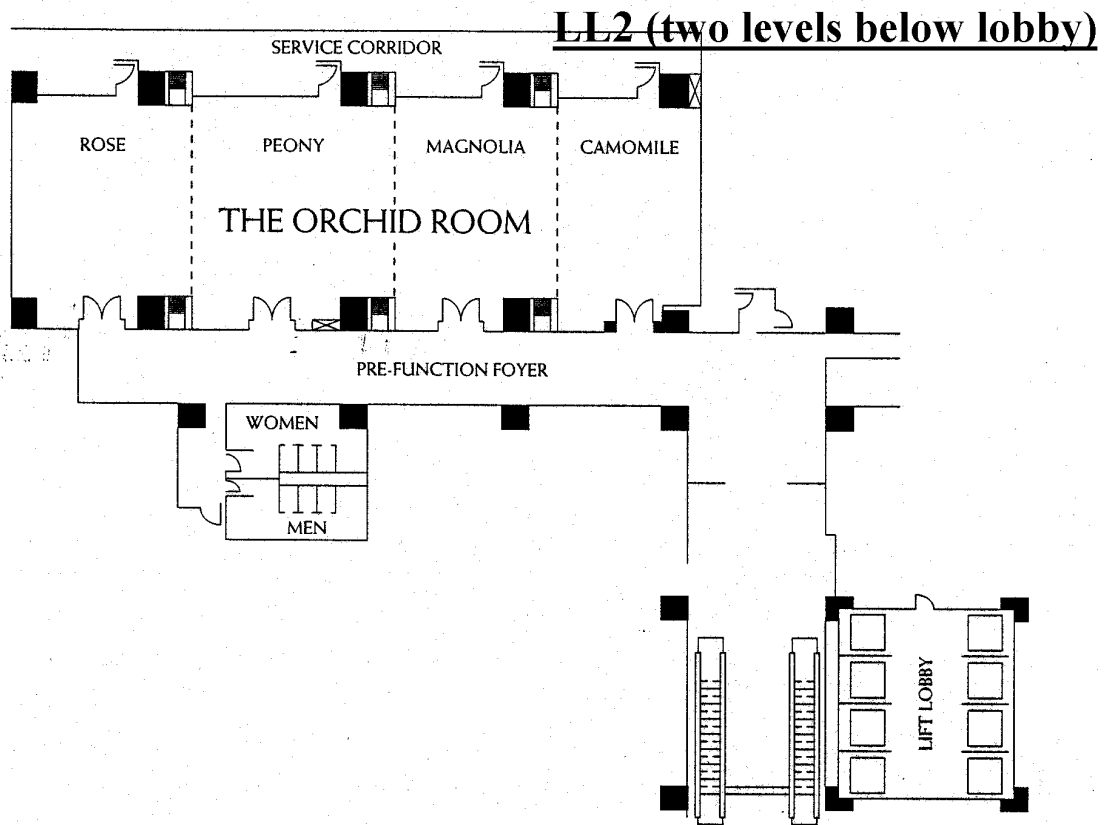 LL2 (two levels below lobby)
SERVICE CORRIDOR
ROSE
PEONY
MAGNOLIA
CAMOMILE
THE ORCHID ROOM
PRE-FUNCTION FOYER
WOMEN
MEN
LIFT LOBBY